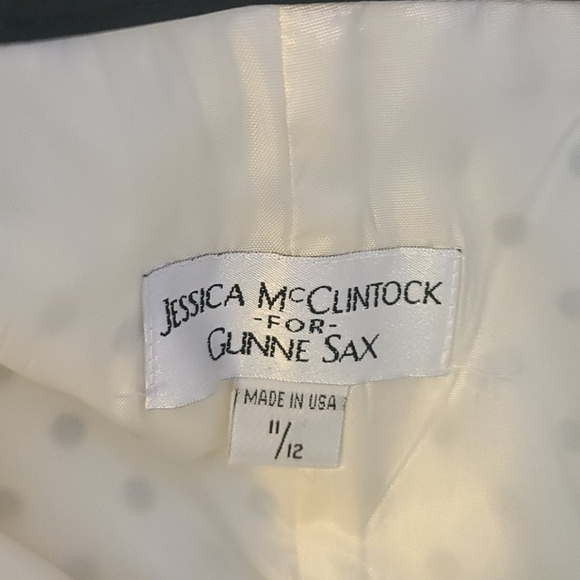 JESSICA McCLINTOCK
-FOR-
GUNNE SAX
MADE IN USA
11/12